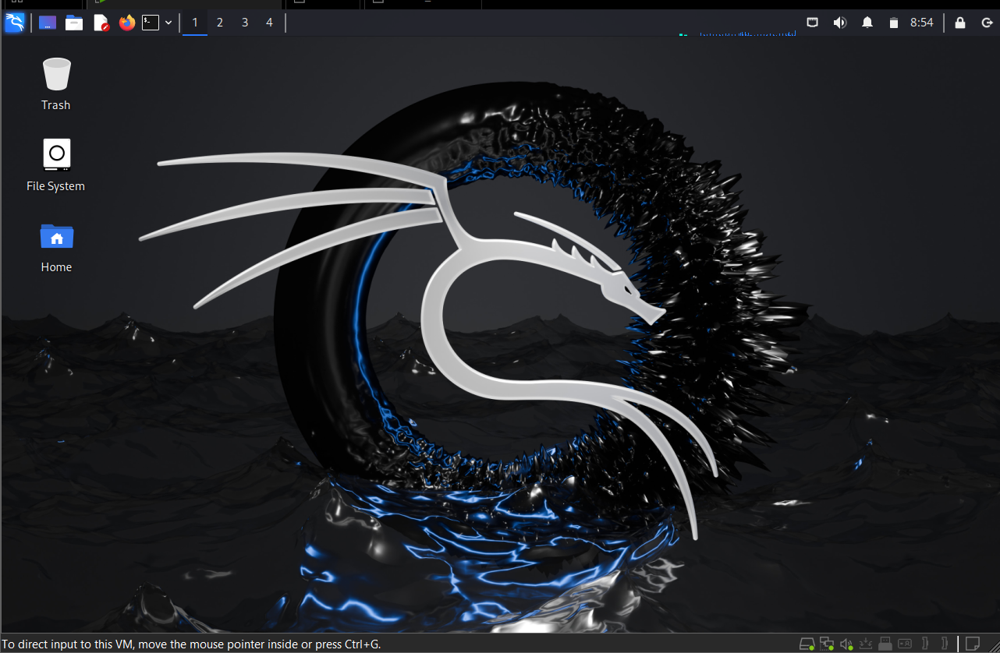 1 2 3 4 8:54
Trash
File System
Home
To direct input to this VM, move the mouse pointer inside or press Ctrl+G.